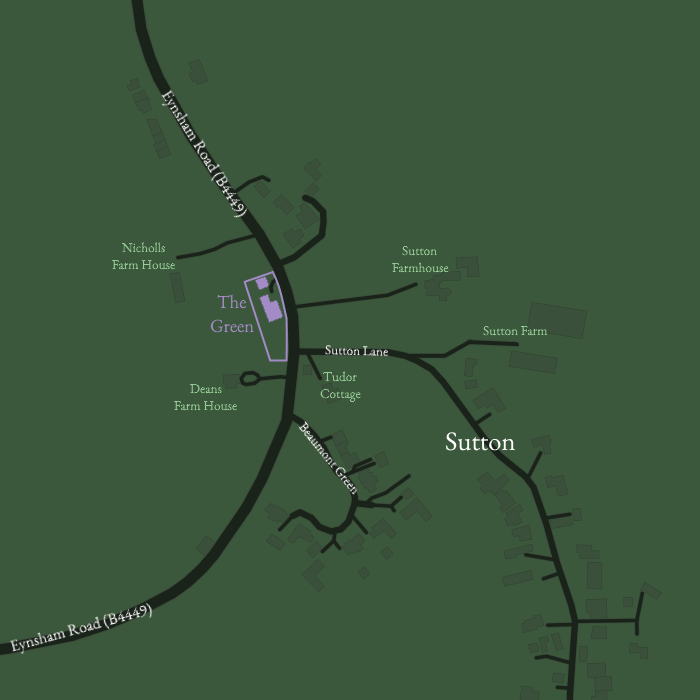 Eynsham Road (B4449)
Nicholls
Farm House
Sutton
Farmhouse
The
Green
Sutton Farm
Sutton Lane
Tudor
Cottage
Deans
Farm House
Beaumont Green
Sutton
Eynsham Road (B4449)